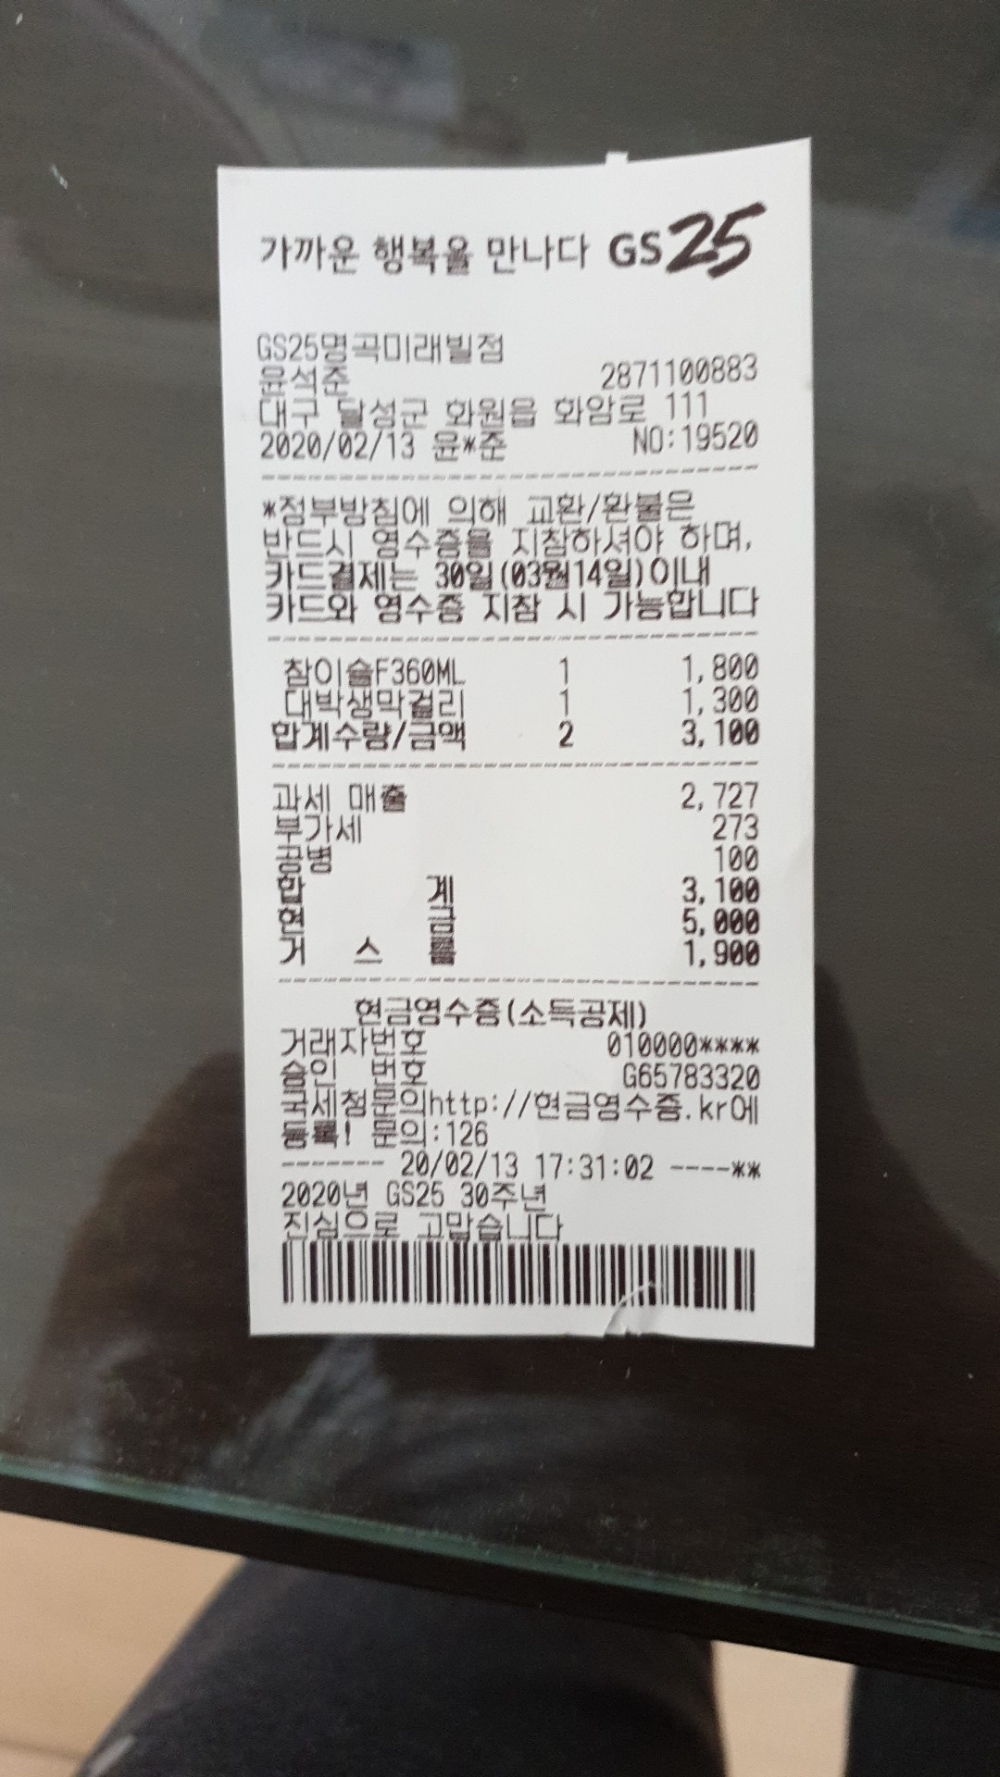 가까운 행복을 만나다 GS25
GS25명곡미래빌점
윤석준 2871100883
대구 달성군 화원읍 화암로 111
2020/02/13 윤*준 NO:19520
*정부방침에 의해 교환/환불은
반드시 영수증을 지참하셔야 하며,
카드결제는 30일(03월14일)이내
카드와 영수증 지참 시 가능합니다
참이슬F360ML 1 1,800
대박생막걸리 1 1,300
합계수량/금액 2 3,100
과세 매출 2,727
부가세 273
공병 100
합 계 3,100
현 금 5,000
거 스 름 1,900
현금영수증(소득공제)
거래자번호 010000****
승인 번호 G65783320
국세청문의http://현금영수증.kr에
등록! 문의:126
------- 20/02/13 17:31:02 ----**
2020년 GS25 30주년
진심으로 고맙습니다